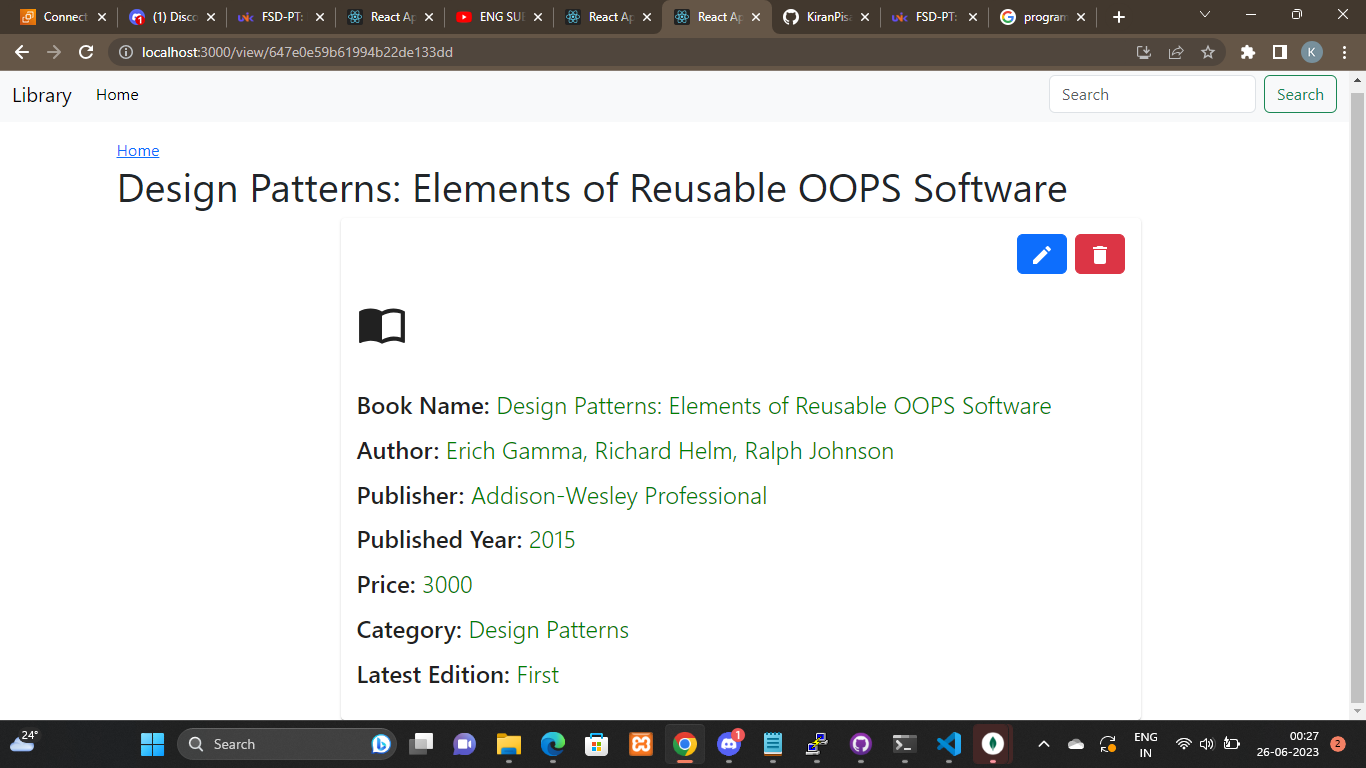 Connect
(1) Disco
FSD-PT:
React Ap
ENG SUB
React Ap
React Ap
KiranPisa
FSD-PT:
program
localhost:3000/view/647e0e59b61994b22de133dd
K
Library Home Search Search
Home
Design Patterns: Elements of Reusable OOPS Software
Book Name: Design Patterns: Elements of Reusable OOPS Software
Author: Erich Gamma, Richard Helm, Ralph Johnson
Publisher: Addison-Wesley Professional
Published Year: 2015
Price: 3000
Category: Design Patterns
Latest Edition: First
24°
Search
1
ENG
IN
00:27
26-06-2023
2